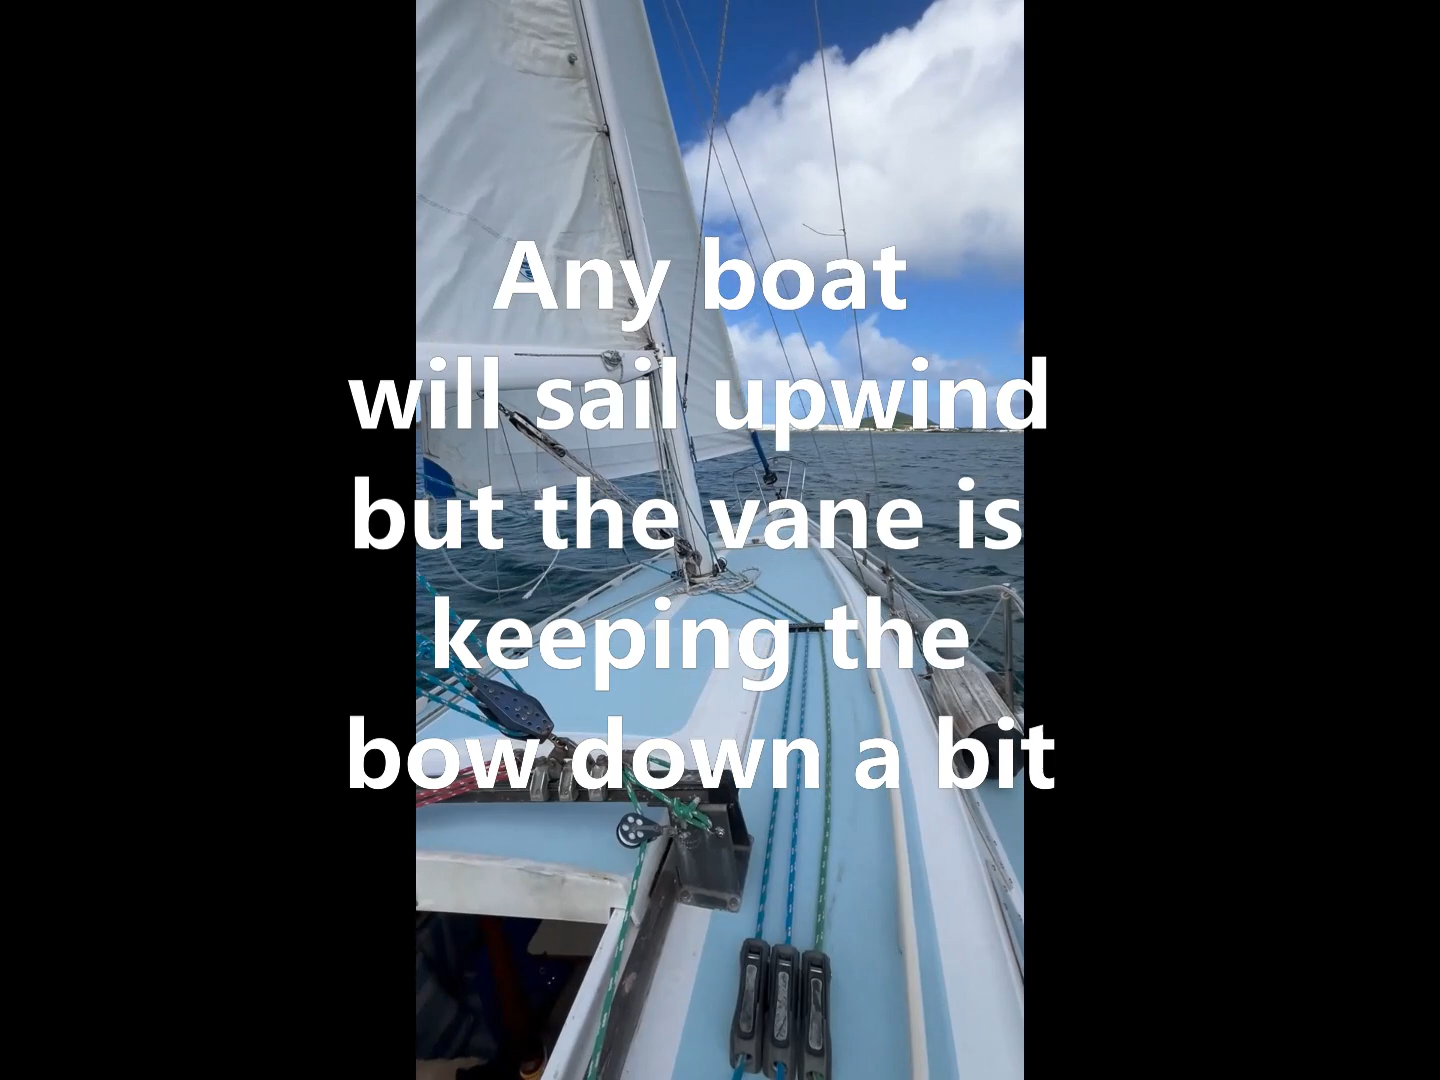 Any boat
will sail upwind
but the vane is
keeping the
bow down a bit